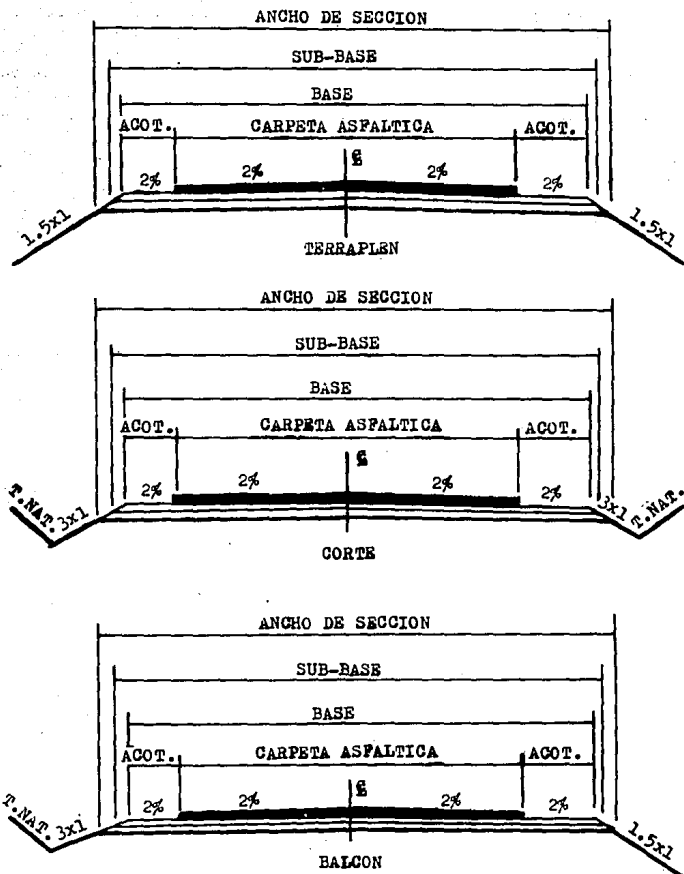 ANCHO DE SECCION
SUB-BASE
BASE
ACOT. CARPETA ASFALTICA ACOT.
℄
2% 2% 2% 2%
1.5x1 1.5x1
TERRAPLEN
ANCHO DE SECCION
SUB-BASE
BASE
ACOT. CARPETA ASFALTICA ACOT.
℄
2% 2% 2% 2%
T.NAT. 3x1 3x1 T.NAT.
CORTE
ANCHO DE SECCION
SUB-BASE
BASE
ACOT. CARPETA ASFALTICA ACOT.
℄
2% 2% 2% 2%
T.NAT. 3x1 1.5x1
BALCON